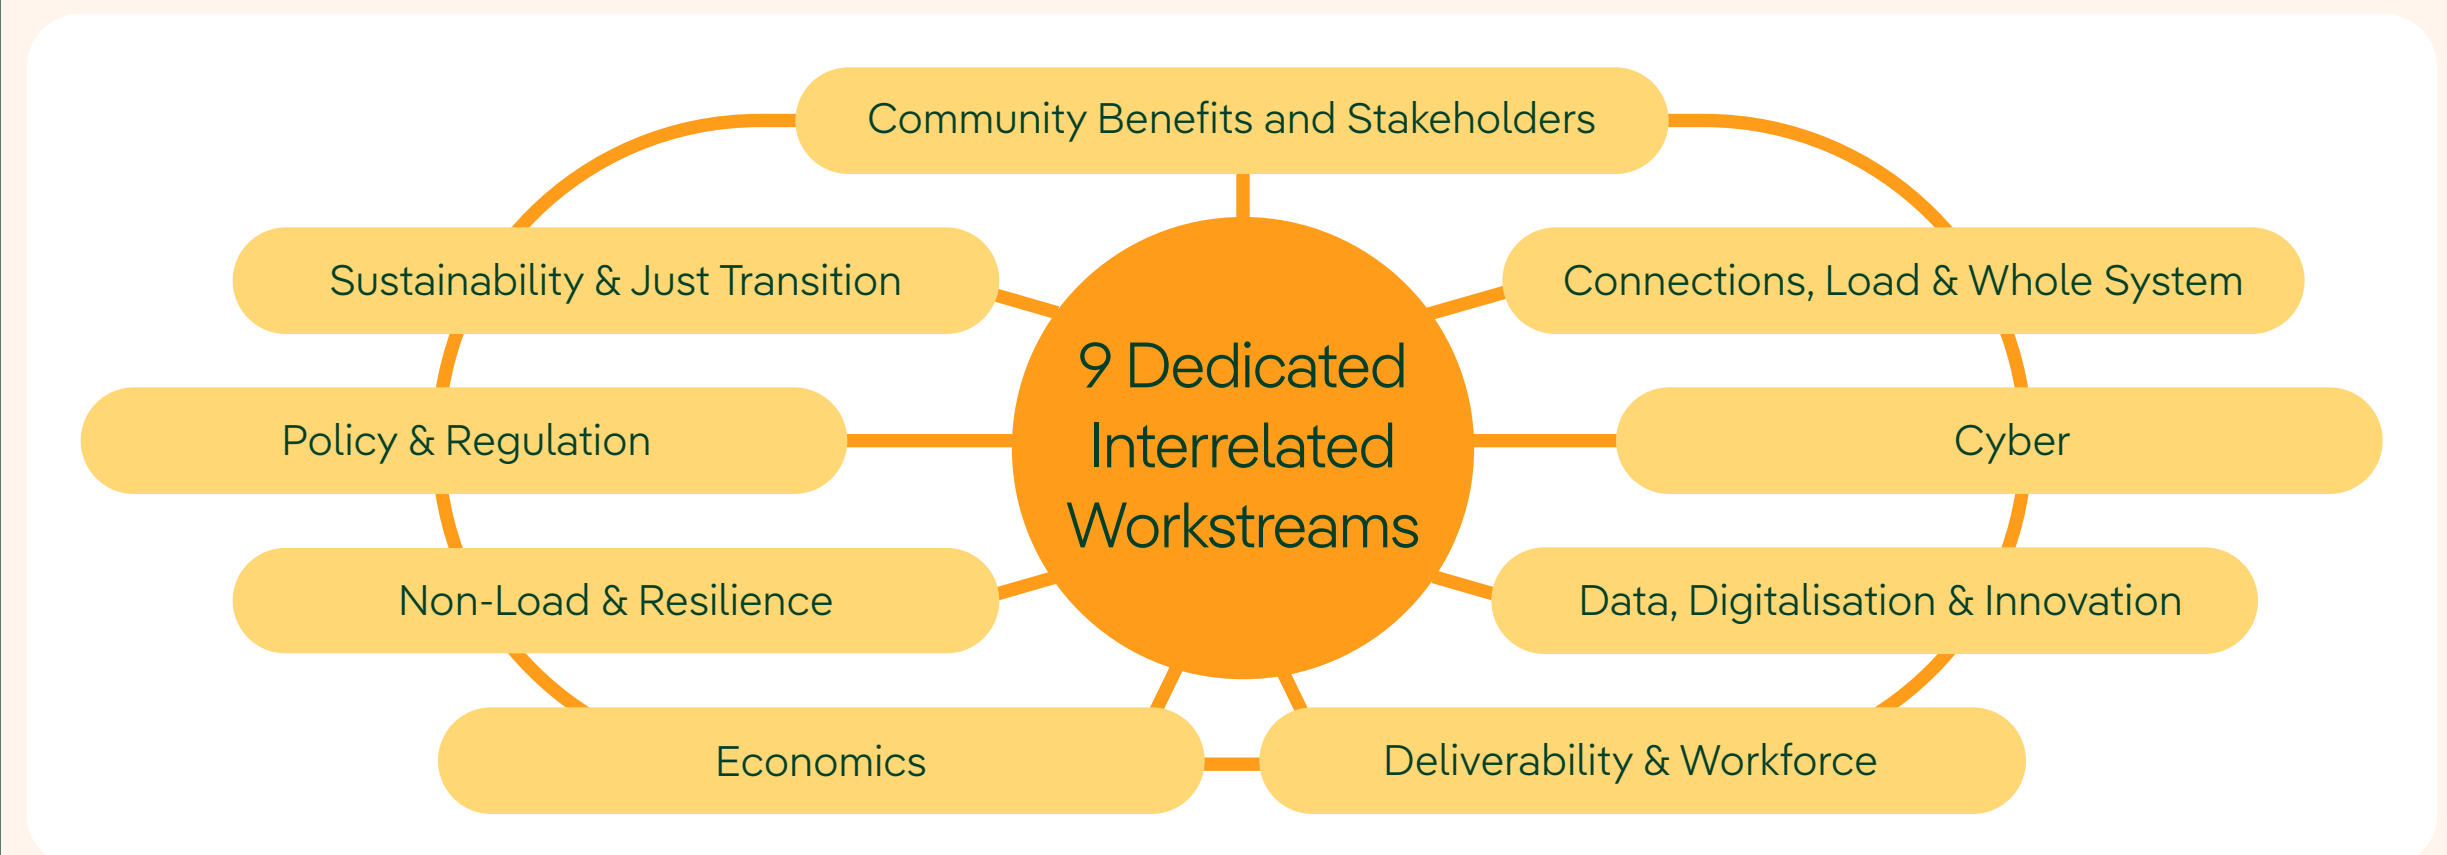 Community Benefits and Stakeholders
Sustainability & Just Transition
Connections, Load & Whole System
9 Dedicated
Interrelated
Workstreams
Policy & Regulation
Cyber
Non-Load & Resilience
Data, Digitalisation & Innovation
Economics
Deliverability & Workforce